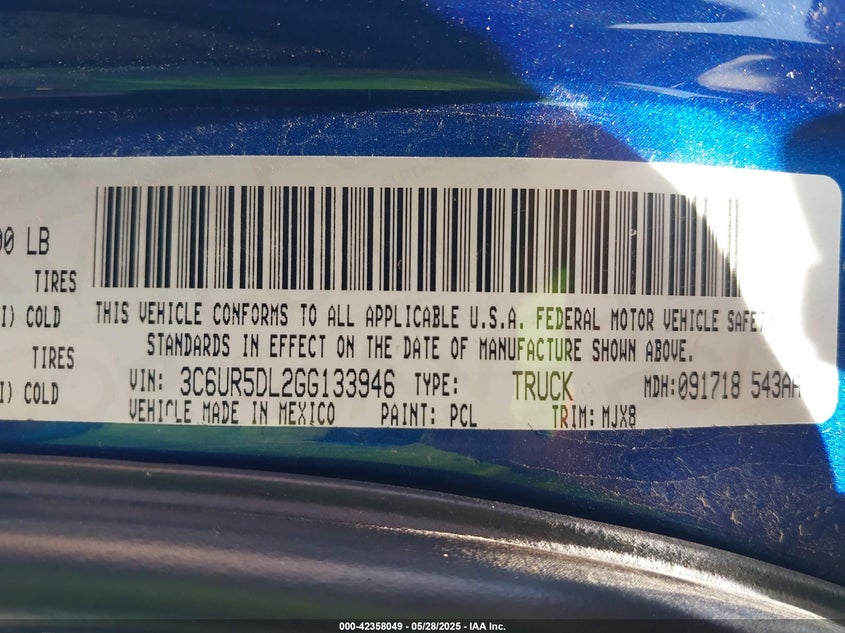 00 LB
TIRES
I) COLD
THIS VEHICLE CONFORMS TO ALL APPLICABLE U.S.A. FEDERAL MOTOR VEHICLE SAFE
STANDARDS IN EFFECT ON THE DATE OF MANUFACTURE SHOWN ABOVE.
TIRES
I) COLD
VIN: 3C6UR5DL2GG133946 TYPE: TRUCK MDH:091718 543AA
VEHICLE MADE IN MEXICO PAINT: PCL TRIM: MJX8
000-42358049 - 05/28/2025 - IAA Inc.